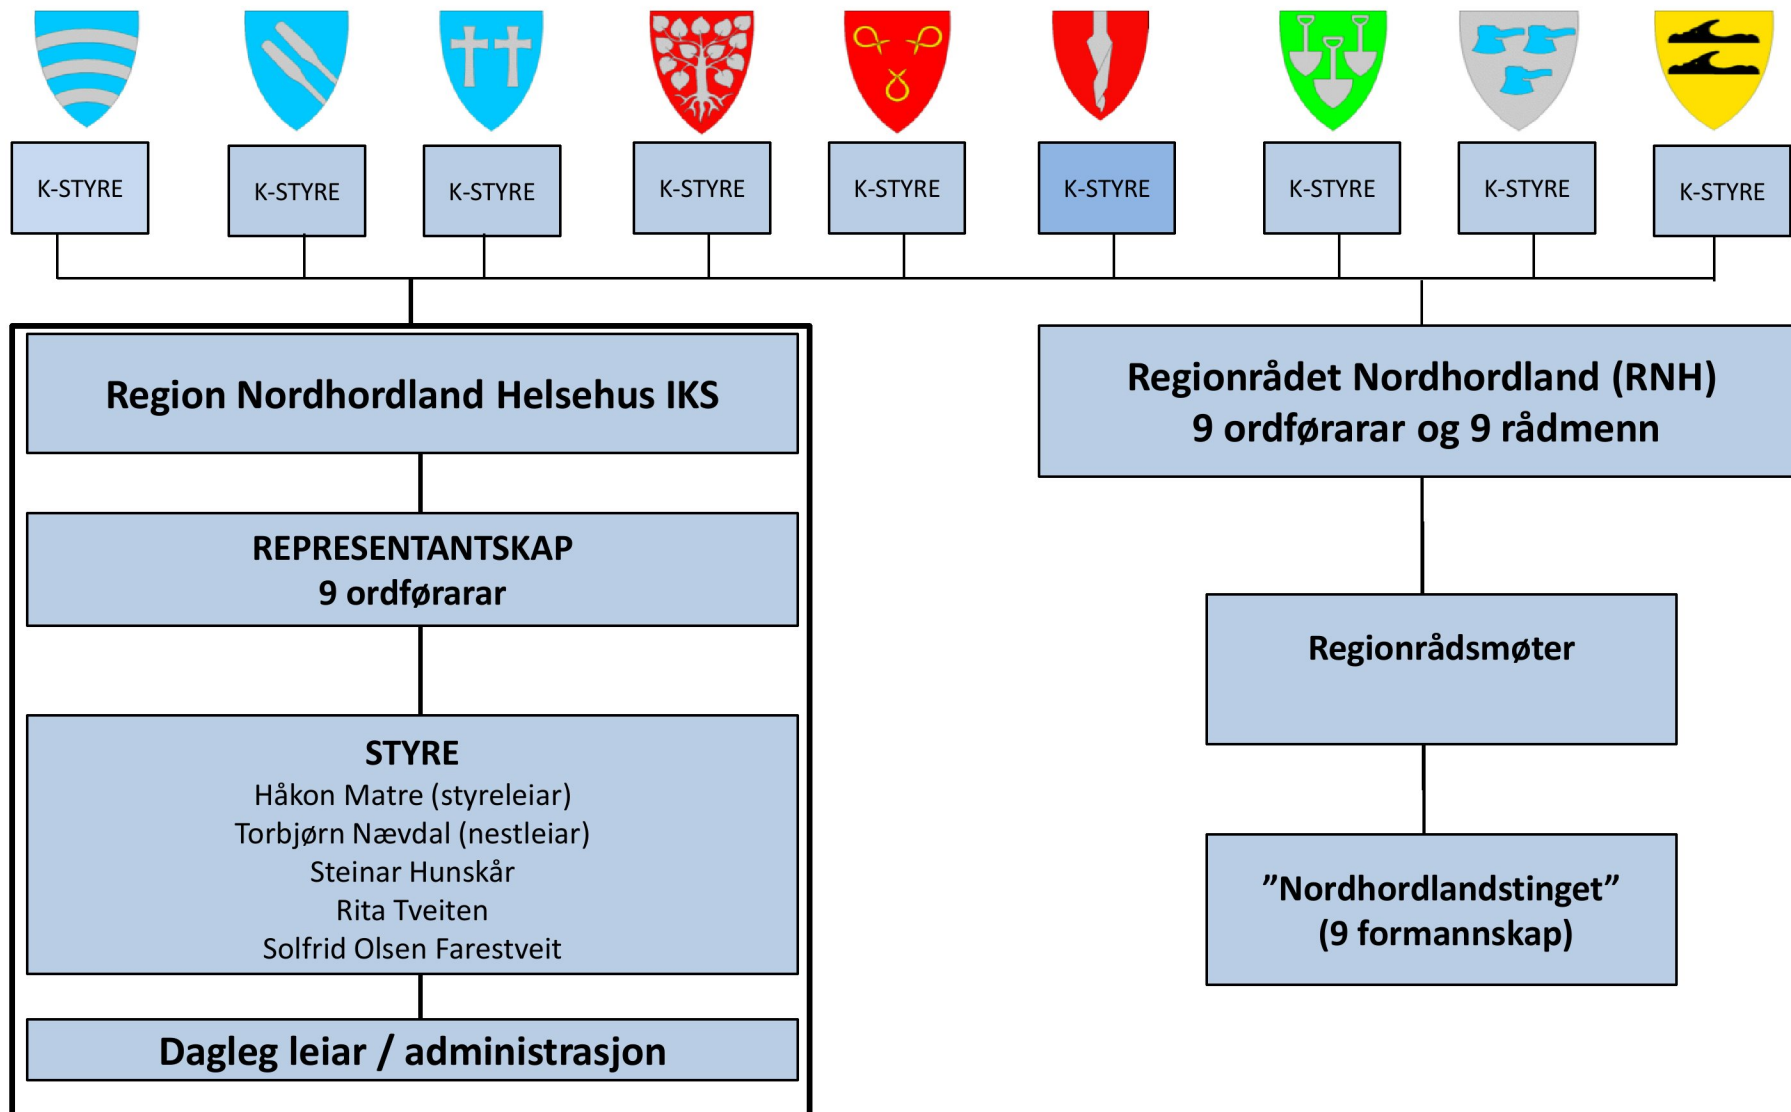 K-STYRE
K-STYRE
K-STYRE
K-STYRE
K-STYRE
K-STYRE
K-STYRE
K-STYRE
K-STYRE
Region Nordhordland Helsehus IKS
REPRESENTANTSKAP
9 ordførarar
STYRE
Håkon Matre (styreleiar)
Torbjørn Nævdal (nestleiar)
Steinar Hunskår
Rita Tveiten
Solfrid Olsen Farestveit
Dagleg leiar / administrasjon
Regionrådet Nordhordland (RNH)
9 ordførarar og 9 rådmenn
Regionrådsmøter
”Nordhordlandstinget”
(9 formannskap)